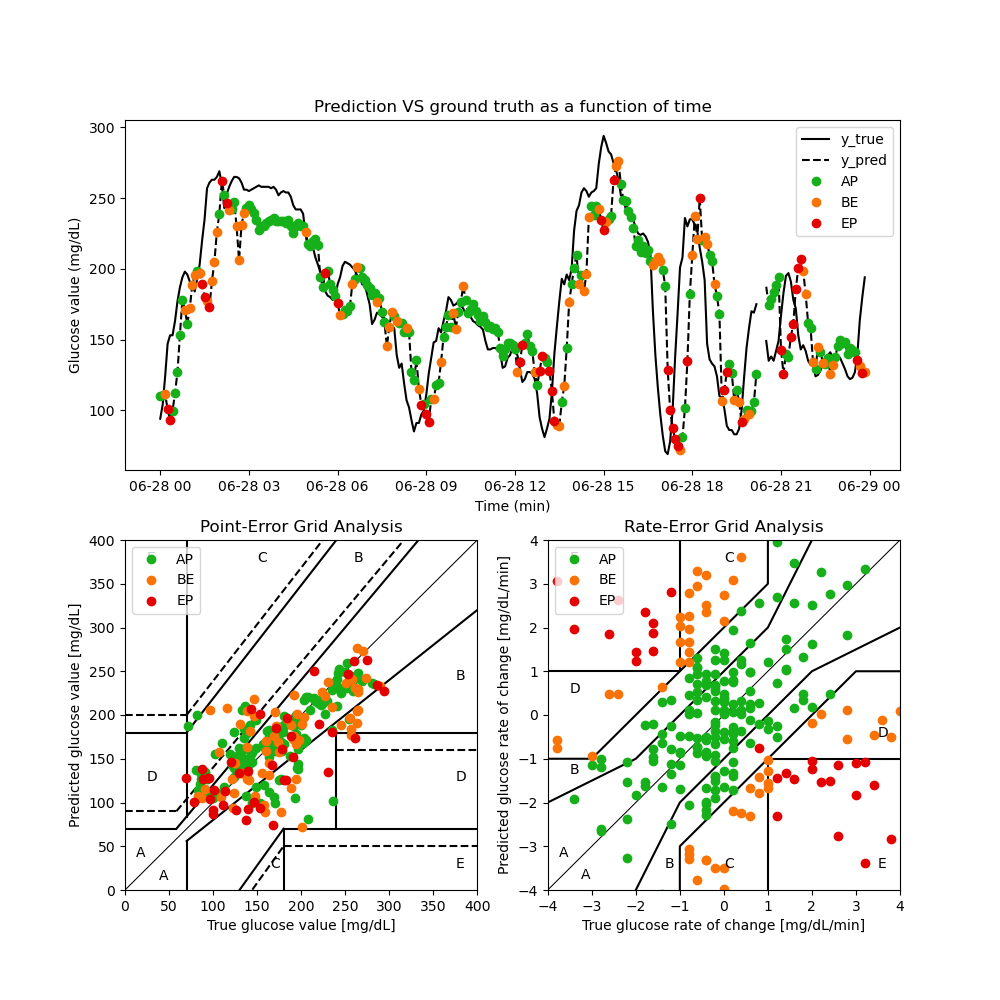 Prediction VS ground truth as a function of time
Glucose value (mg/dL)
300
250
200
150
100
y_true
y_pred
AP
BE
EP
06-28 00 06-28 03 06-28 06 06-28 09 06-28 12 06-28 15 06-28 18 06-28 21 06-29 00
Time (min)
Point-Error Grid Analysis
Predicted glucose value [mg/dL]
400
350
300
250
200
150
100
50
0
AP
BE
EP
C
B
B
D
D
A
A
C
E
0 50 100 150 200 250 300 350 400
True glucose value [mg/dL]
Rate-Error Grid Analysis
Predicted glucose rate of change [mg/dL/min]
4
3
2
1
0
−1
−2
−3
−4
AP
BE
EP
C
D
D
B
A
A
B
C
E
−4 −3 −2 −1 0 1 2 3 4
True glucose rate of change [mg/dL/min]